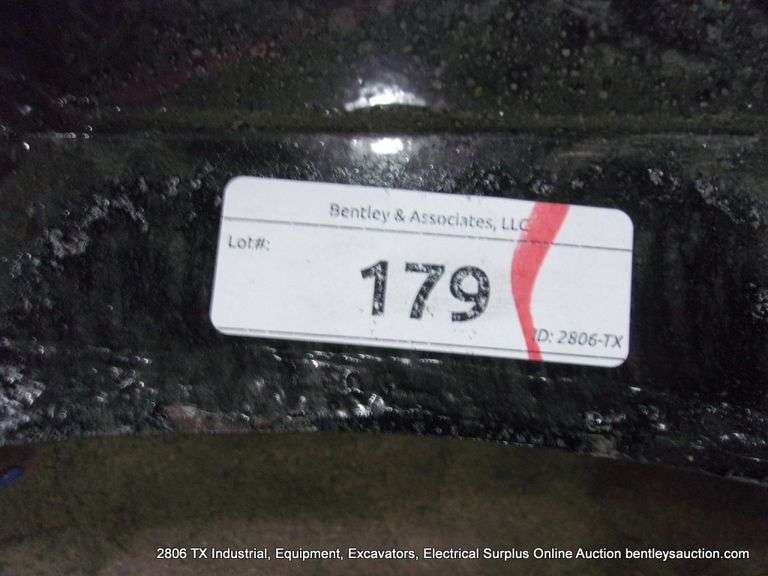 Bentley & Associates, LLC
Lot#:
179
ID: 2806-TX
2806 TX Industrial, Equipment, Excavators, Electrical Surplus Online Auction bentleysauction.com